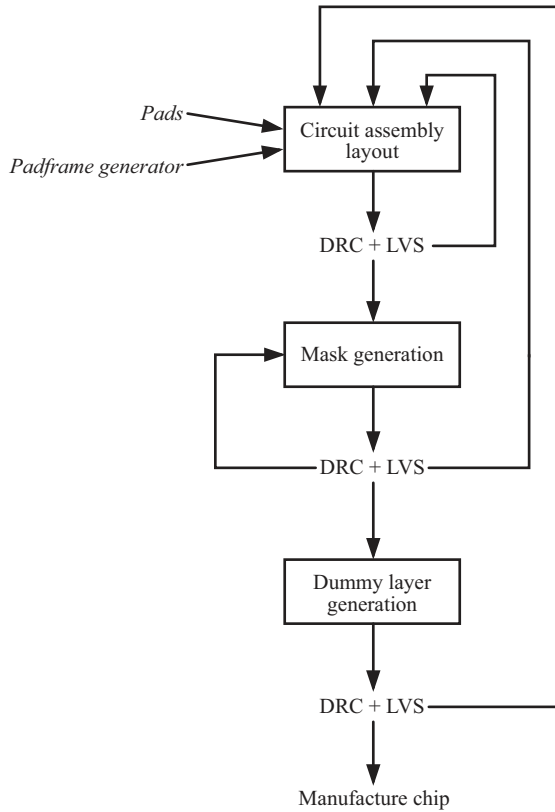 Pads
Padframe generator
Circuit assembly
layout
DRC + LVS
Mask generation
DRC + LVS
Dummy layer
generation
DRC + LVS
Manufacture chip